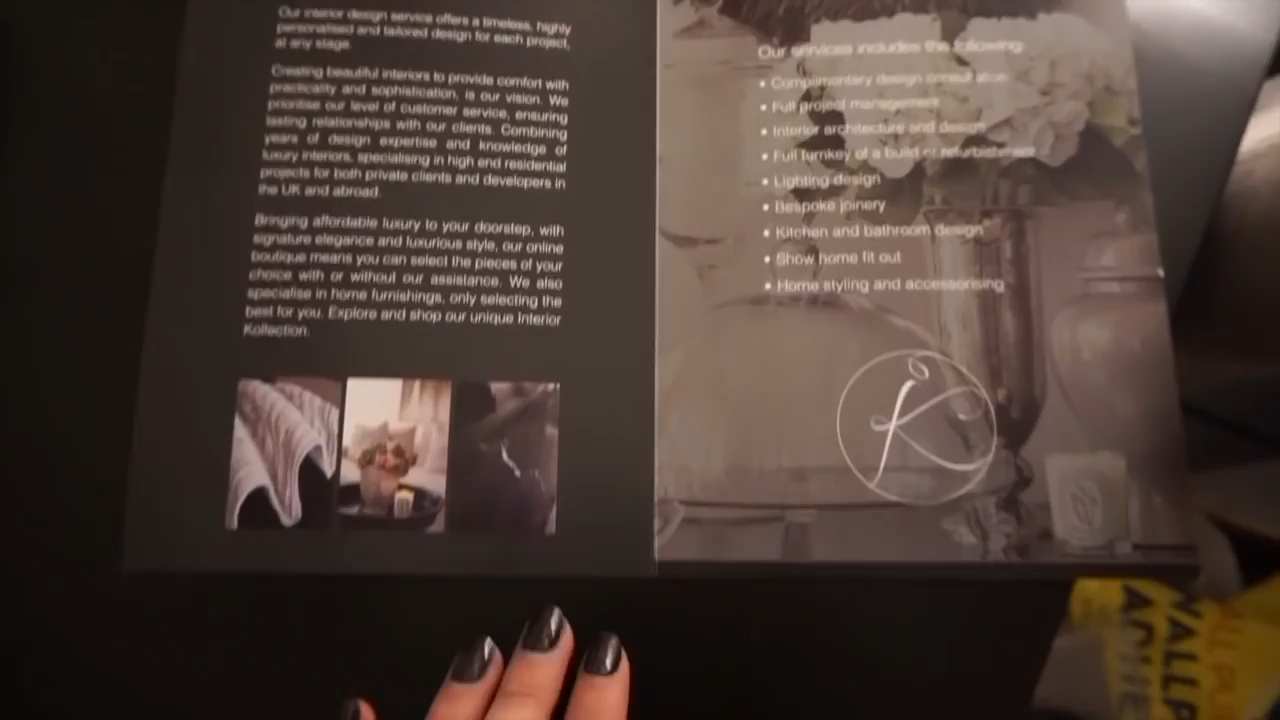 Our interior design service offers a timeless, highly
personalised and tailored design for each project,
at any stage.
Creating beautiful interiors to provide comfort with
practicality and sophistication, is our vision. We
prioritise our level of customer service, ensuring
lasting relationships with our clients. Combining
years of design expertise and knowledge of
luxury interiors, specialising in high end residential
projects for both private clients and developers in
the UK and abroad.
Bringing affordable luxury to your doorstep, with
signature elegance and luxurious style, our online
boutique means you can select the pieces of your
choice with or without our assistance. We also
specialise in home furnishings, only selecting the
best for you. Explore and shop our unique Interior
Kollection.
Our services includes the following:
• Complimentary design consultation
• Full project management
• Interior architecture and design
• Full turnkey of a build or refurbishment
• Lighting design
• Bespoke joinery
• Kitchen and bathroom design
• Show home fit out
• Home styling and accessorising
K